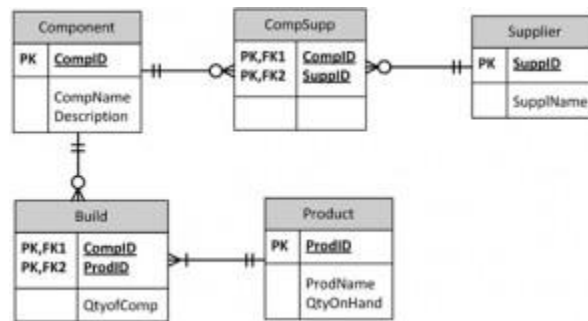 Component
PK CompID
CompName
Description
CompSupp
PK,FK1 CompID
PK,FK2 SuppID
Supplier
PK SuppID
SupplName
Build
PK,FK1 CompID
PK,FK2 ProdID
QtyofComp
Product
PK ProdID
ProdName
QtyOnHand